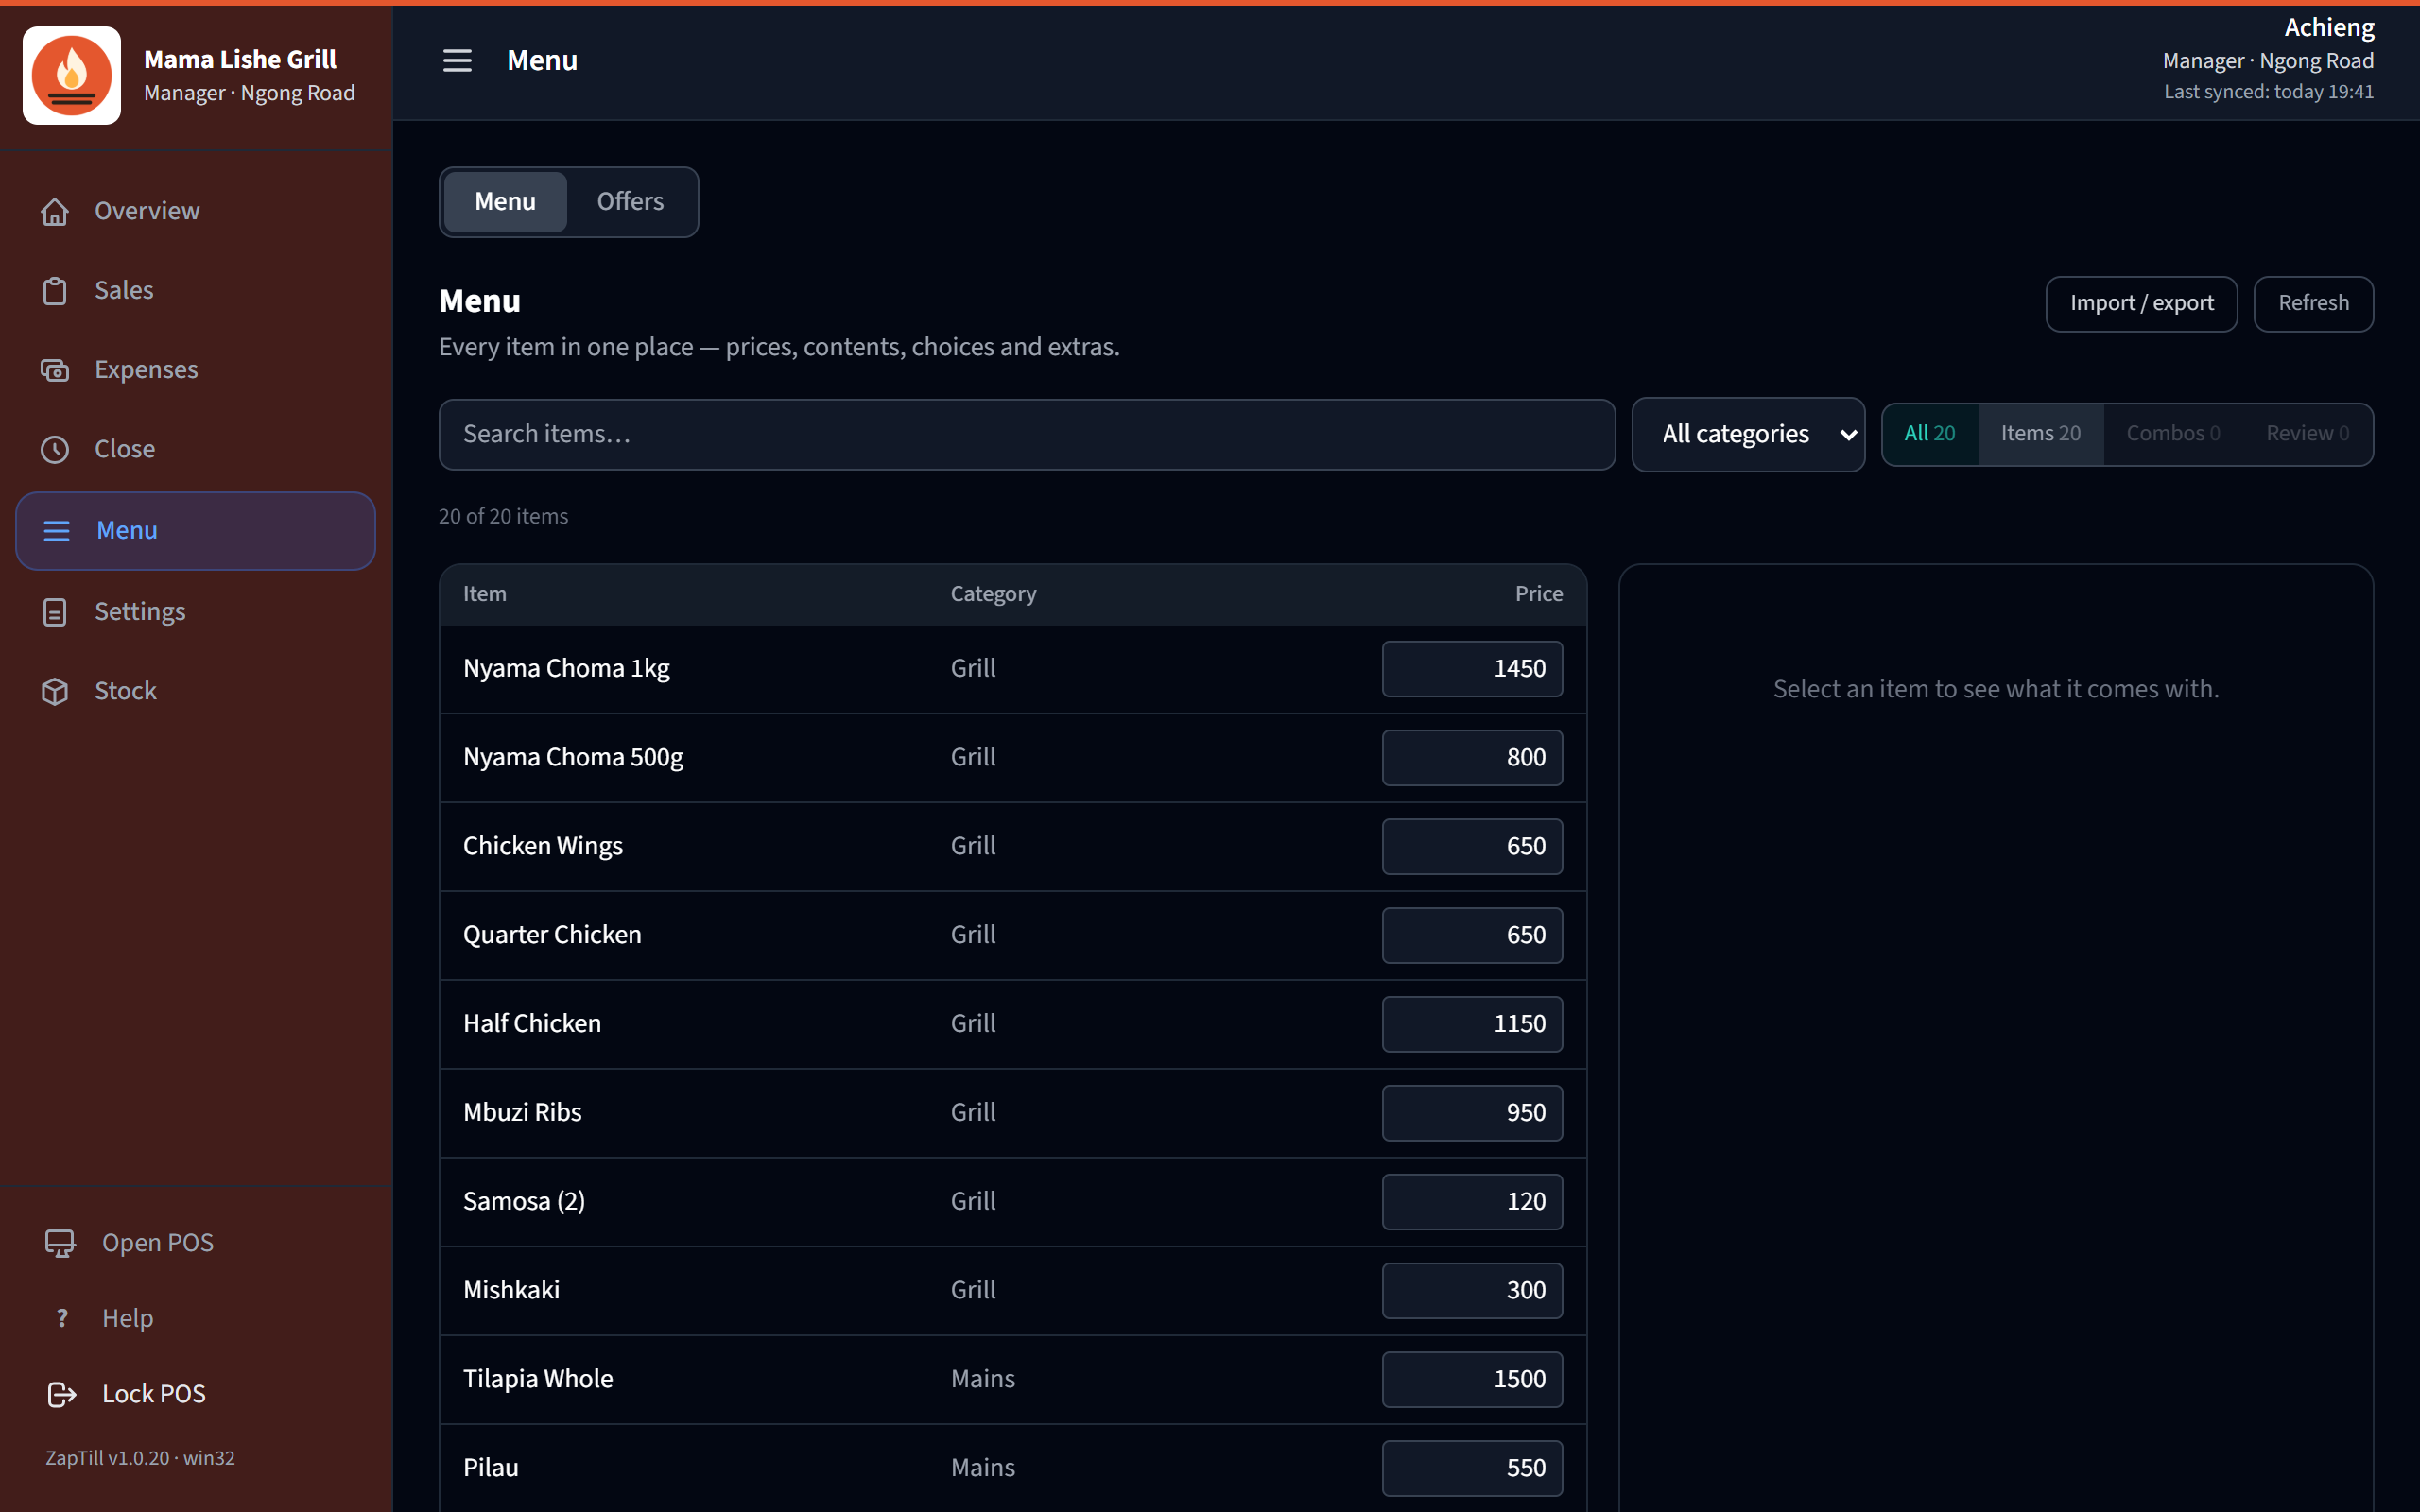 Mama Lishe Grill
Manager · Ngong Road
Overview
Sales
Expenses
Close
Menu
Settings
Stock
Open POS
? Help
Lock POS
ZapTill v1.0.20 · win32
Menu
Achieng
Manager · Ngong Road
Last synced: today 19:41
Menu Offers
Menu
Every item in one place — prices, contents, choices and extras.
Import / export Refresh
Search items… All categories All 20 Items 20 Combos 0 Review 0
20 of 20 items
Item Category Price
Nyama Choma 1kg Grill 1450
Nyama Choma 500g Grill 800
Chicken Wings Grill 650
Quarter Chicken Grill 650
Half Chicken Grill 1150
Mbuzi Ribs Grill 950
Samosa (2) Grill 120
Mishkaki Grill 300
Tilapia Whole Mains 1500
Pilau Mains 550
Select an item to see what it comes with.